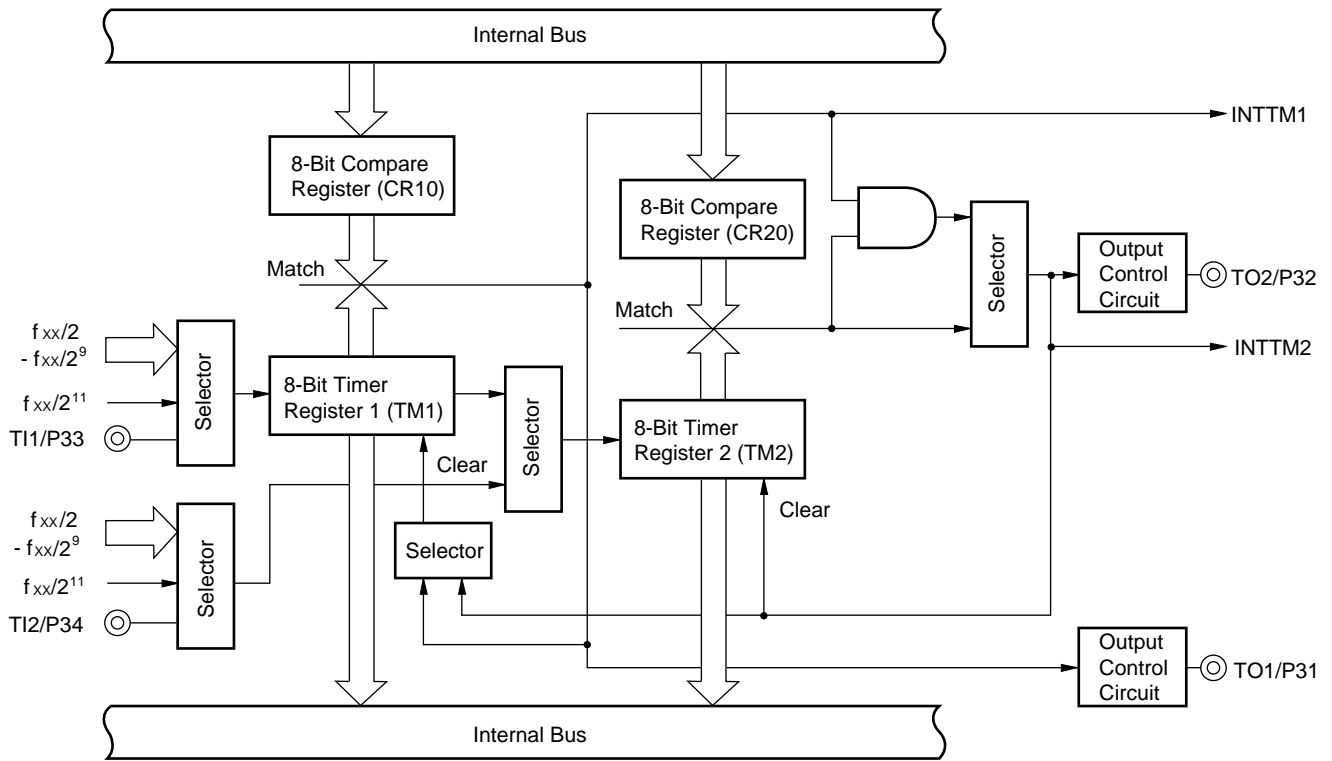 Internal Bus
INTTM1
8-Bit Compare
Register (CR10)
8-Bit Compare
Register (CR20)
Selector
Output
Control
Circuit
TO2/P32
Match
Match
INTTM2
fxx/2
- fxx/2⁹
fxx/2¹¹
TI1/P33
Selector
8-Bit Timer
Register 1 (TM1)
Selector
8-Bit Timer
Register 2 (TM2)
Clear
Clear
fxx/2
- fxx/2⁹
fxx/2¹¹
TI2/P34
Selector
Selector
Output
Control
Circuit
TO1/P31
Internal Bus